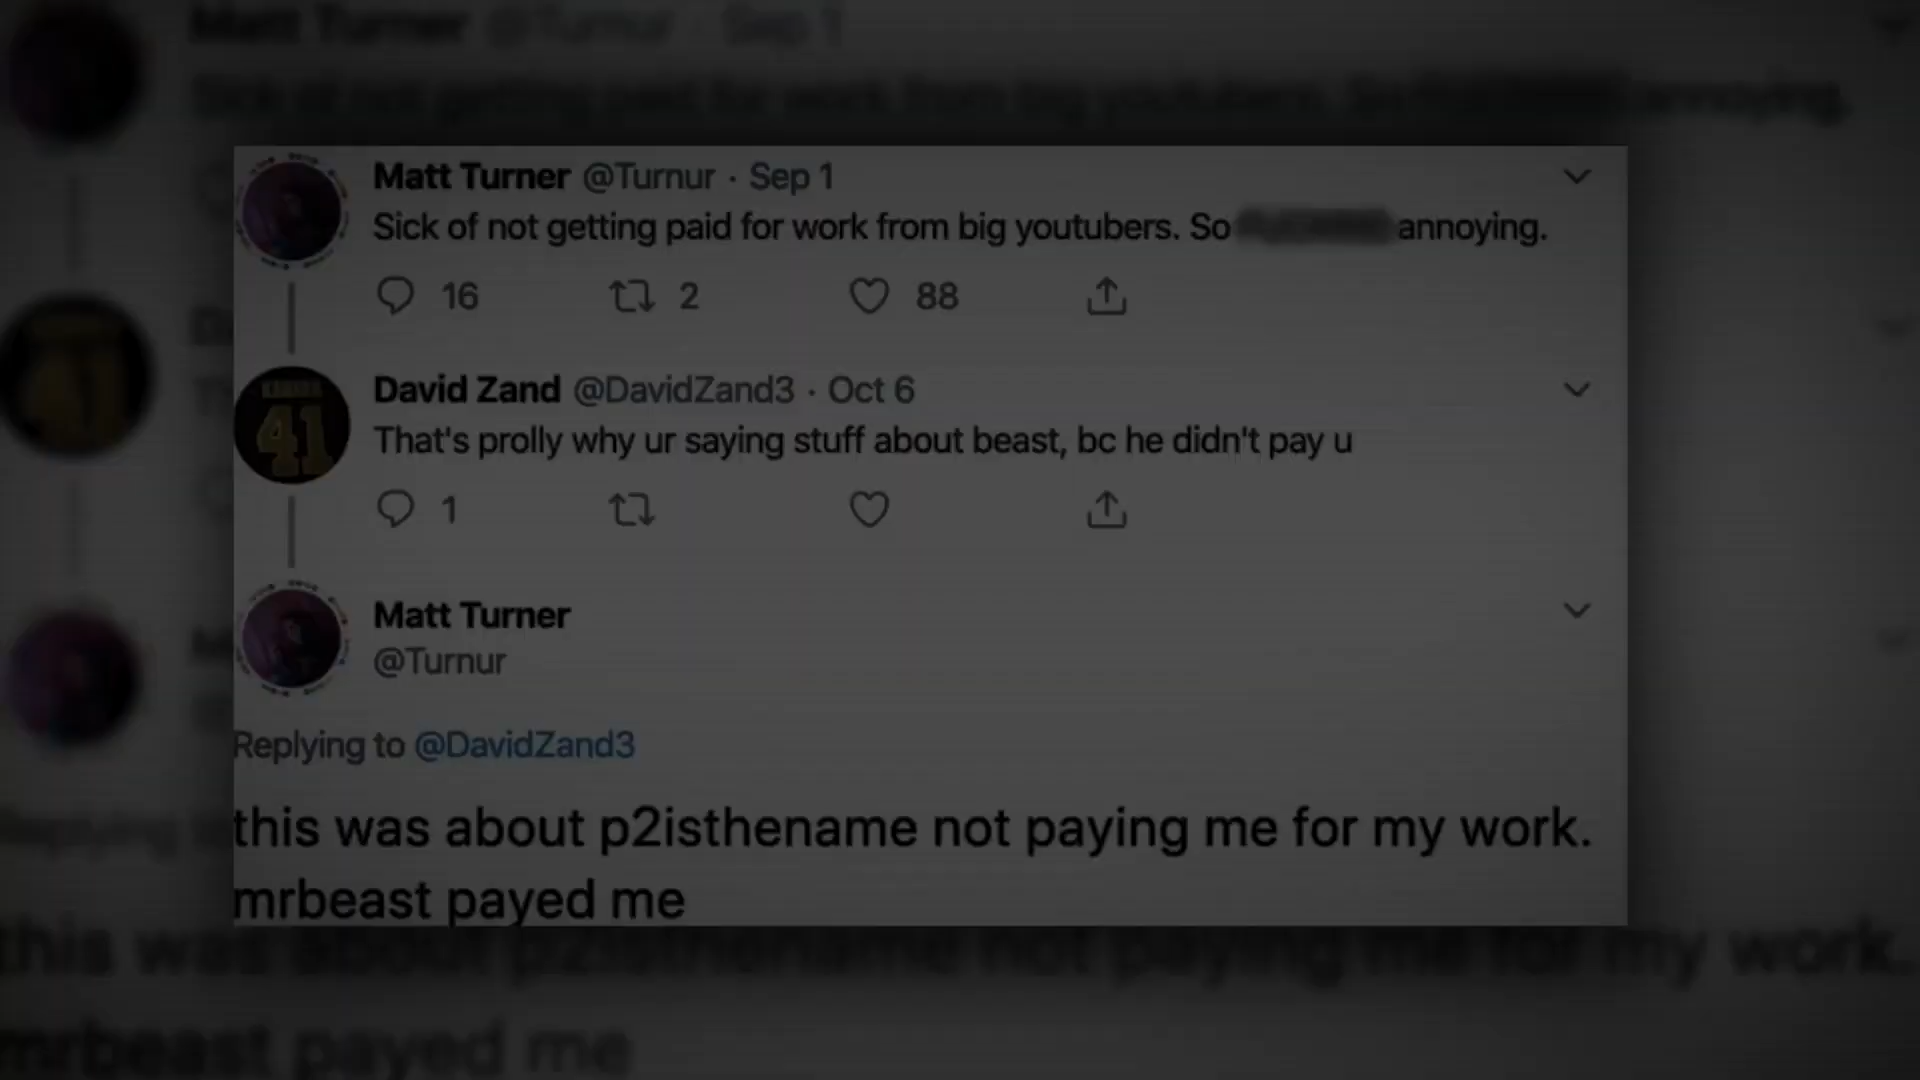 Matt Turner @Turnur · Sep 1
Sick of not getting paid for work from big youtubers. So annoying.
16 2 88
David Zand @DavidZand3 · Oct 6
41
That's prolly why ur saying stuff about beast, bc he didn't pay u
1
Matt Turner
@Turnur
Replying to @DavidZand3
this was about p2isthename not paying me for my work.
mrbeast payed me